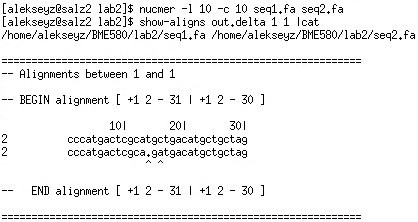 [alekseyz@salz2 lab2]$ nucmer -l 10 -c 10 seq1.fa seq2.fa
[alekseyz@salz2 lab2]$ show-aligns out.delta 1 1 |cat
/home/alekseyz/BME580/lab2/seq1.fa /home/alekseyz/BME580/lab2/seq2.fa
============================================================
-- Alignments between 1 and 1
-- BEGIN alignment [ +1 2 - 31 | +1 2 - 30 ]
10| 20| 30|
2 cccatgactcgcatgctgacatgctgctag
2 cccatgactcgca.gatgacatgctgctag
^ ^
-- END alignment [ +1 2 - 31 | +1 2 - 30 ]
============================================================